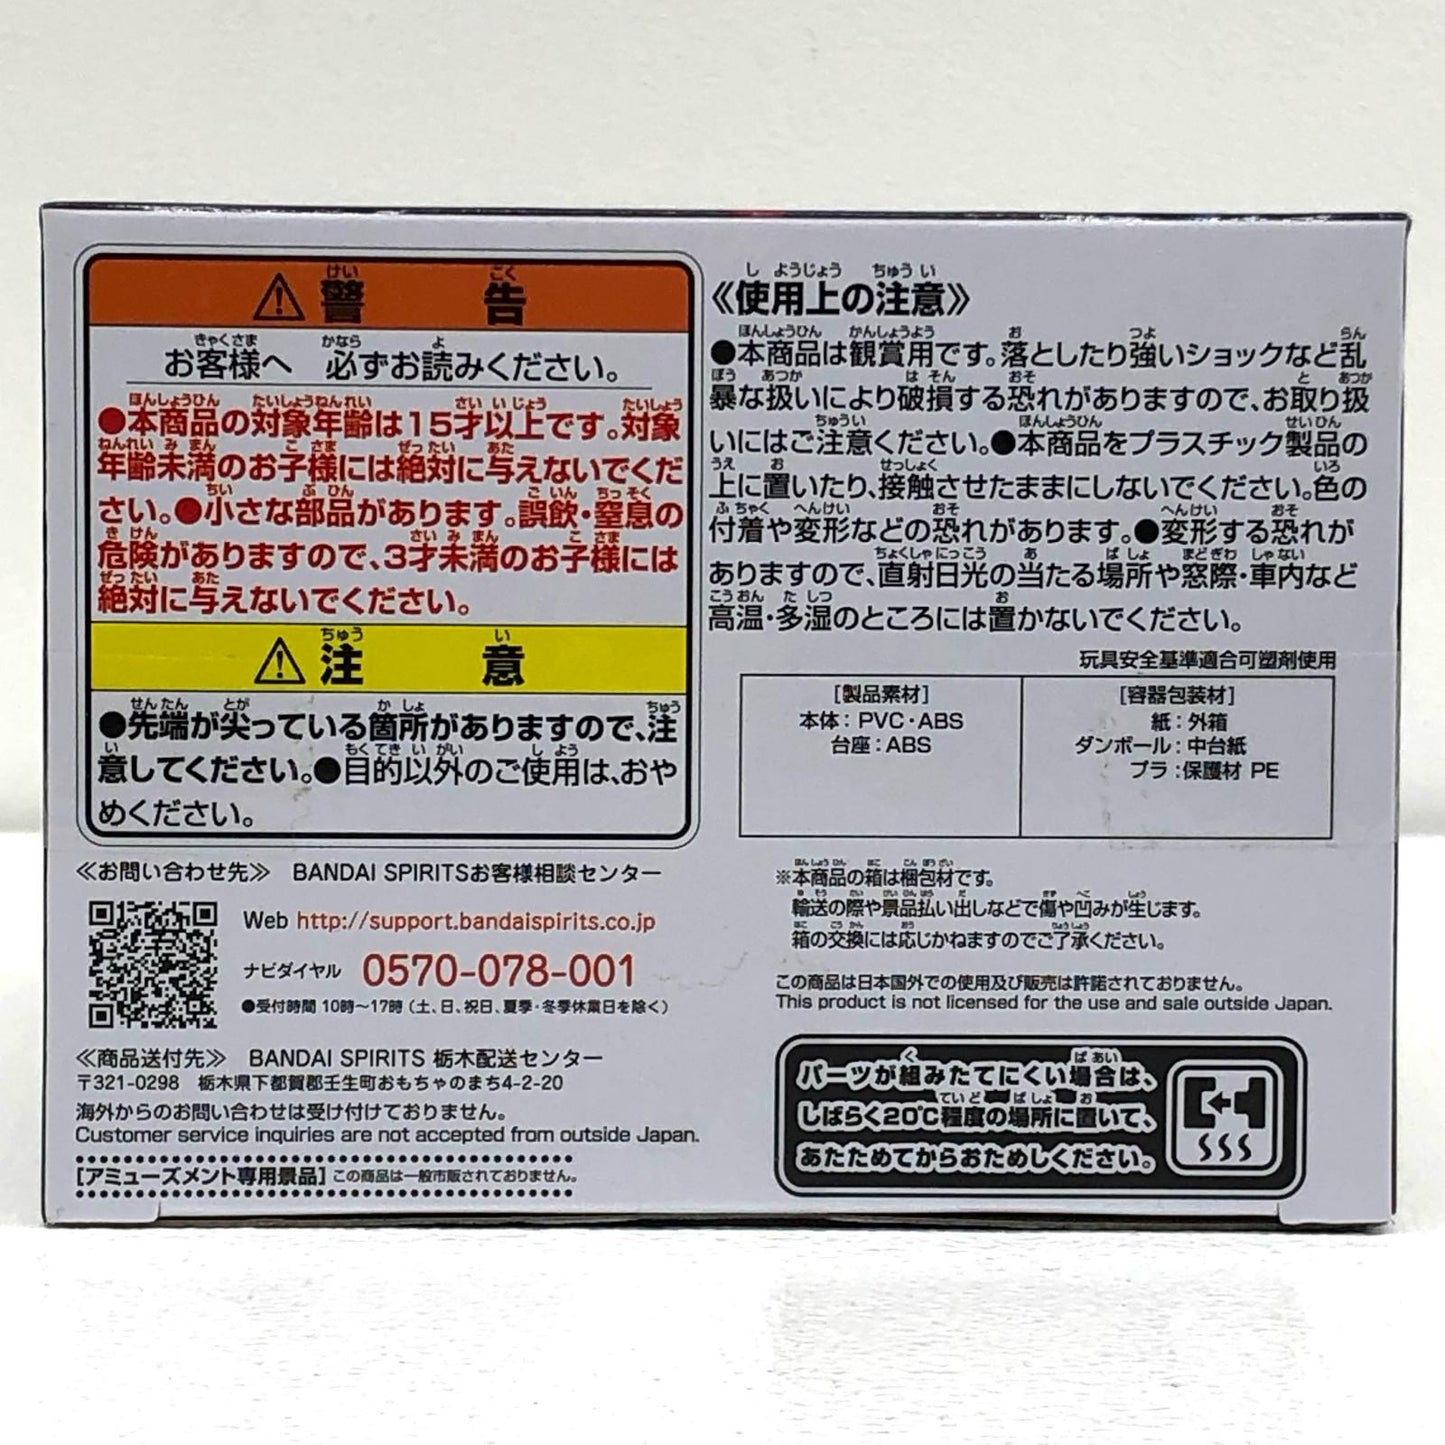 ⚠警告
お客様へ 必ずお読みください。
●本商品の対象年齢は15才以上です。対象
年齢未満のお子様には絶対に与えないでくだ
さい。●小さな部品があります。誤飲・窒息の
危険がありますので、3才未満のお子様には
絶対に与えないでください。
⚠注意
●先端が尖っている箇所がありますので、注
意してください。●目的以外のご使用は、おや
めください。
≪お問い合わせ先≫ BANDAI SPIRITSお客様相談センター
Web http://support.bandaispirits.co.jp
ナビダイヤル 0570-078-001
●受付時間 10時～17時（土、日、祝日、夏季・冬季休業日を除く）
≪商品送付先≫ BANDAI SPIRITS 栃木配送センター
〒321-0298 栃木県下都賀郡壬生町おもちゃのまち4-2-20
海外からのお問い合わせは受け付けておりません。
Customer service inquiries are not accepted from outside Japan.
[アミューズメント専用景品] この商品は一般市販されておりません。
《使用上の注意》
●本商品は観賞用です。落としたり強いショックなど乱
暴な扱いにより破損する恐れがありますので、お取り扱
いにはご注意ください。●本商品をプラスチック製品の
上に置いたり、接触させたままにしないでください。色の
付着や変形などの恐れがあります。●変形する恐れが
ありますので、直射日光の当たる場所や窓際・車内など
高温・多湿のところには置かないでください。
玩具安全基準適合可塑剤使用
[製品素材]
本体：PVC・ABS
台座：ABS
[容器包装材]
紙：外箱
ダンボール：中台紙
プラ：保護材 PE
※本商品の箱は梱包材です。
輸送の際や景品払い出しなどで傷や凹みが生じます。
箱の交換には応じかねますのでご了承ください。
この商品は日本国外での使用及び販売は許諾されておりません。
This product is not licensed for the use and sale outside Japan.
パーツが組みたてにくい場合は、
しばらく20℃程度の場所に置いて、
あたためてからおためしください。